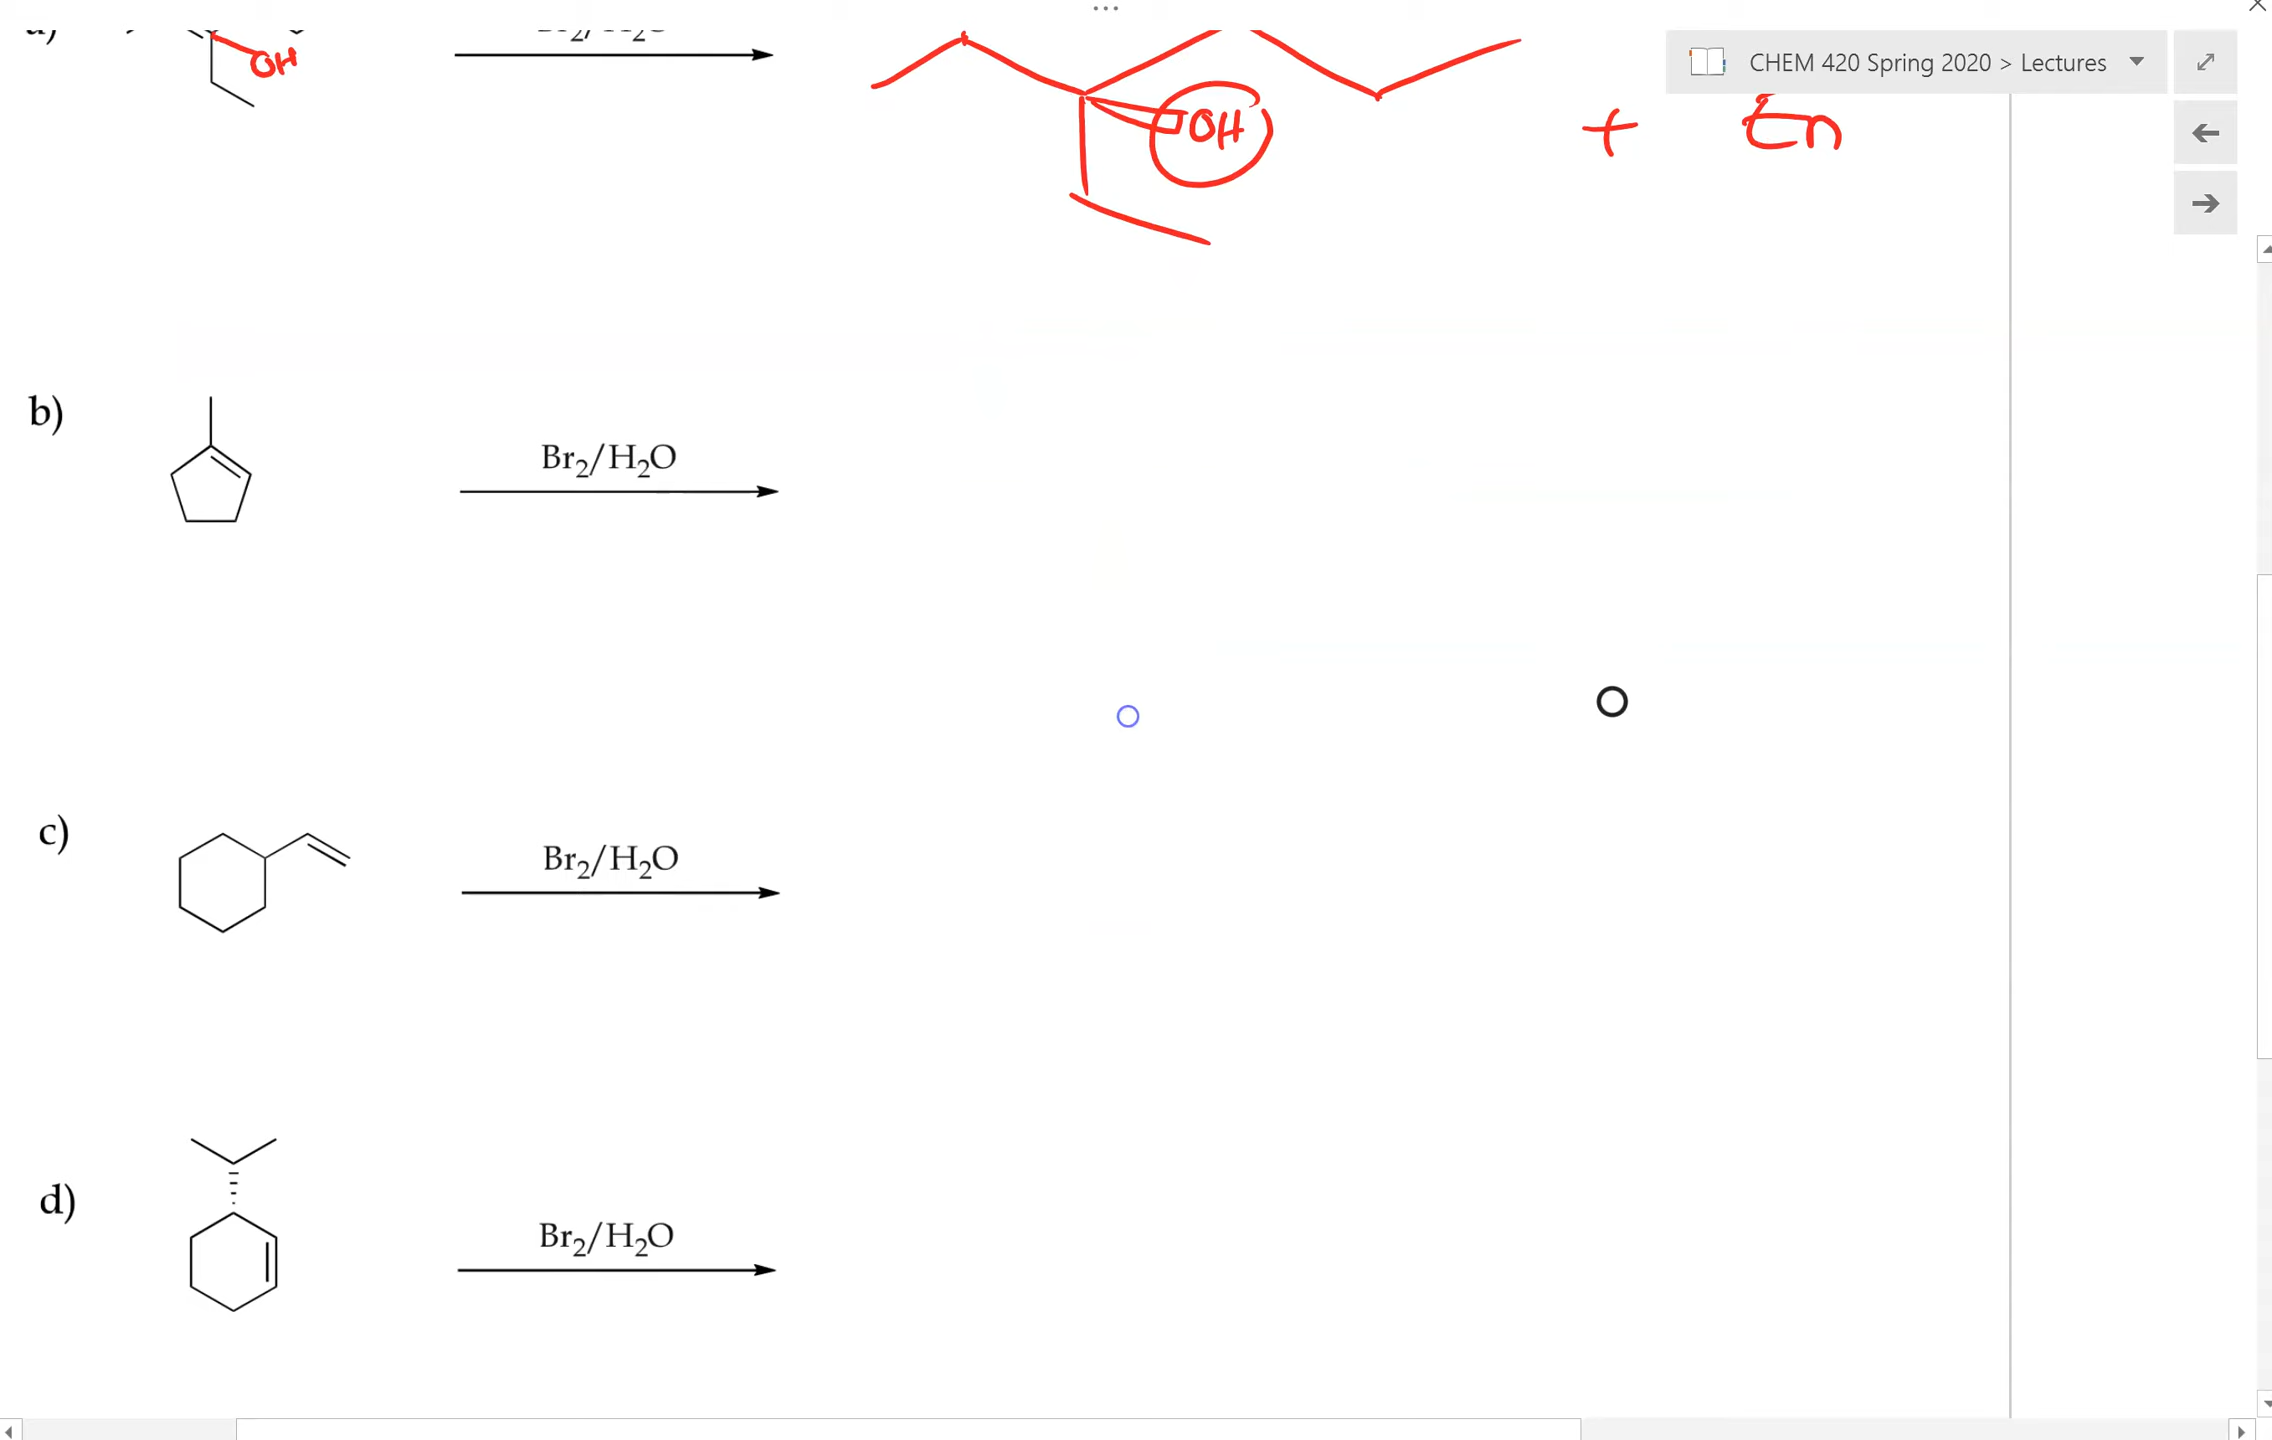 CHEM 420 Spring 2020 > Lectures
OH
OH
+ En
b)
Br₂/H₂O
c)
Br₂/H₂O
d)
Br₂/H₂O